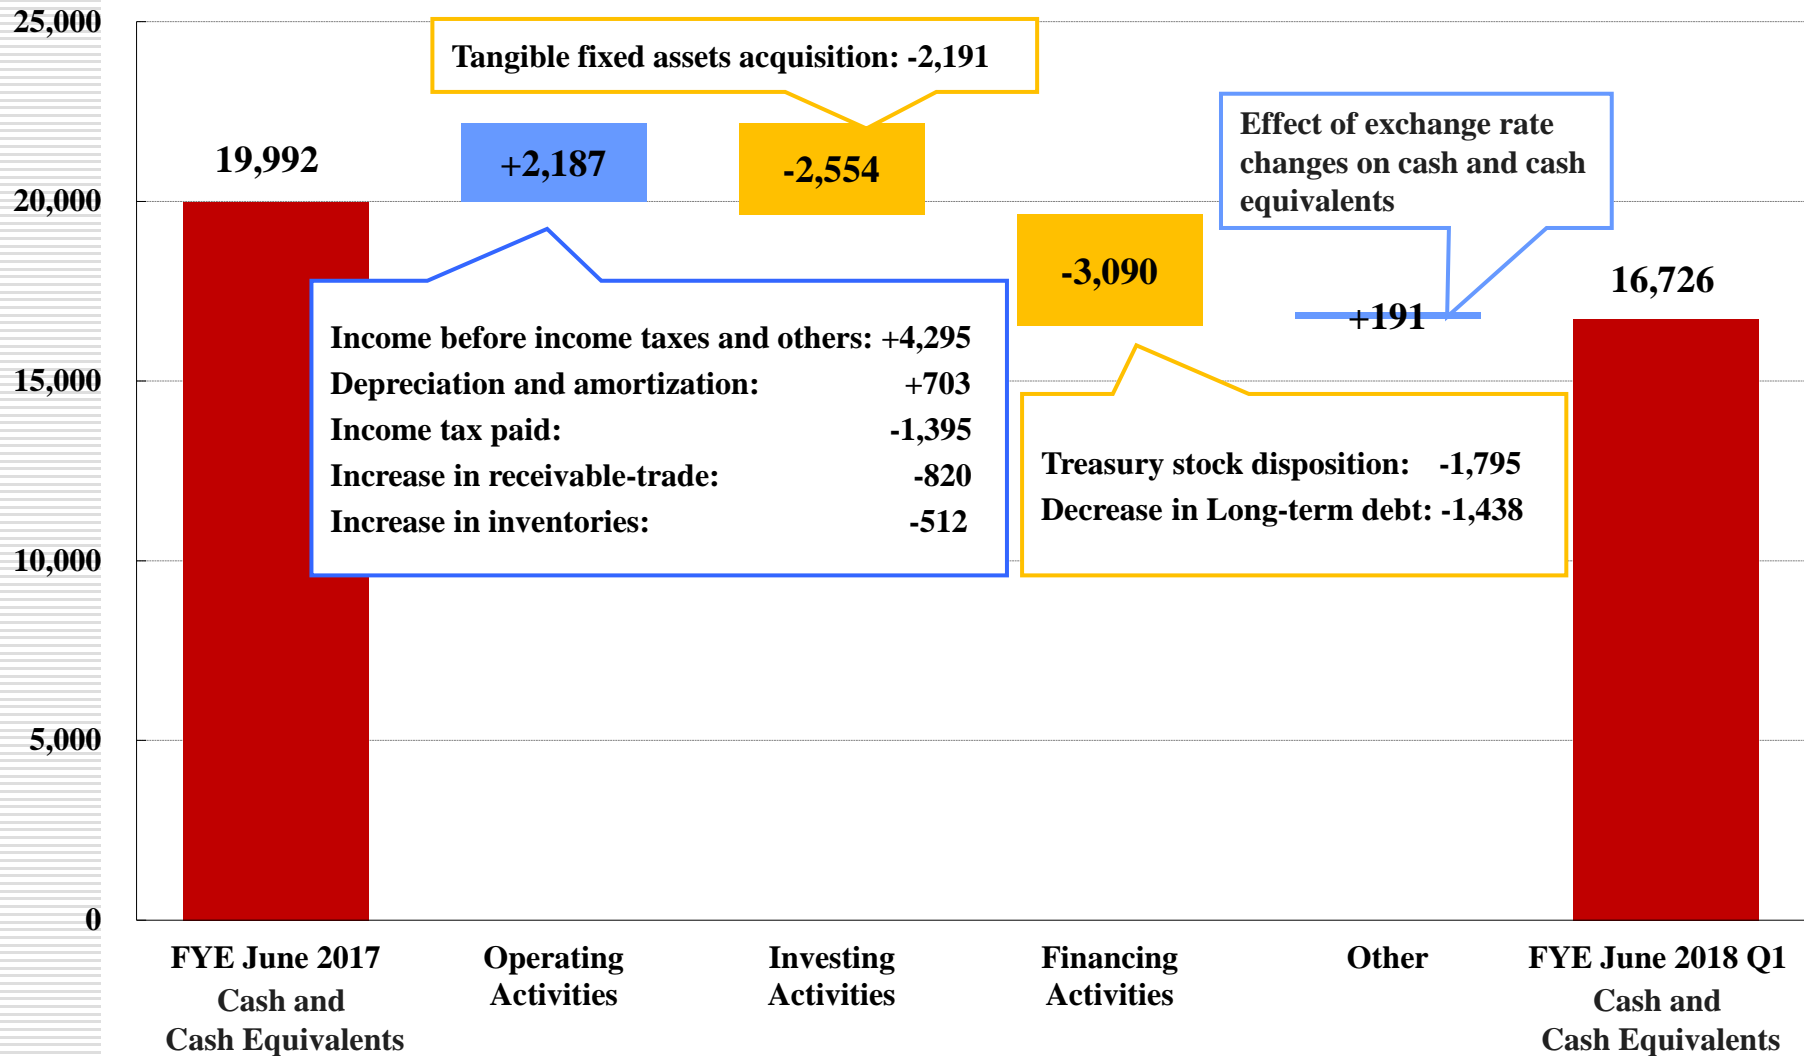 25,000
20,000
15,000
10,000
5,000
0
Tangible fixed assets acquisition: -2,191
Effect of exchange rate
changes on cash and cash
equivalents
19,992
+2,187
-2,554
-3,090
+191
16,726
Income before income taxes and others: +4,295
Depreciation and amortization: +703
Income tax paid: -1,395
Increase in receivable-trade: -820
Increase in inventories: -512
Treasury stock disposition: -1,795
Decrease in Long-term debt: -1,438
FYE June 2017
Cash and
Cash Equivalents
Operating
Activities
Investing
Activities
Financing
Activities
Other
FYE June 2018 Q1
Cash and
Cash Equivalents